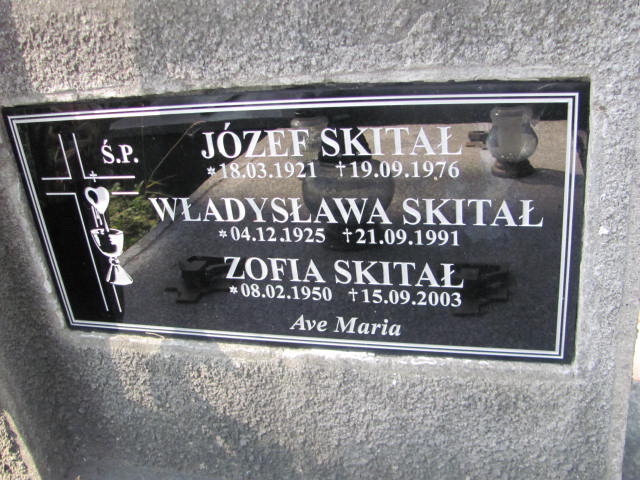 Ś.P.
JÓZEF SKITAŁ
*18.03.1921 †19.09.1976
WŁADYSŁAWA SKITAŁ
*04.12.1925 †21.09.1991
ZOFIA SKITAŁ
*08.02.1950 †15.09.2003
Ave Maria